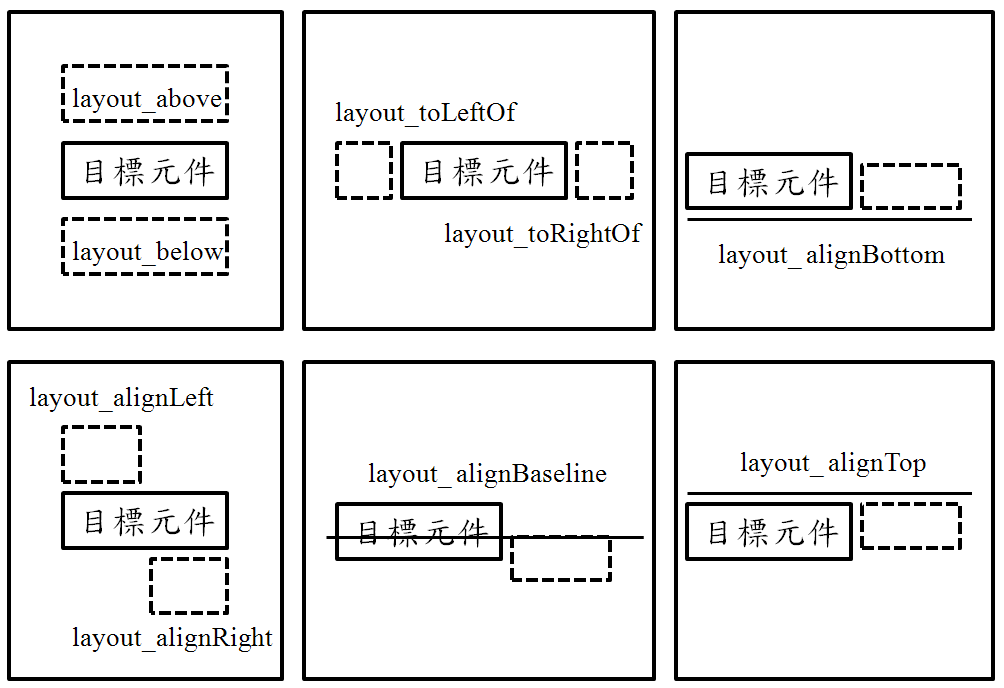 layout_above
目標元件
layout_below
layout_toLeftOf
目標元件
layout_toRightOf
目標元件
layout_ alignBottom
layout_alignLeft
目標元件
layout_alignRight
layout_ alignBaseline
目標元件
layout_ alignTop
目標元件